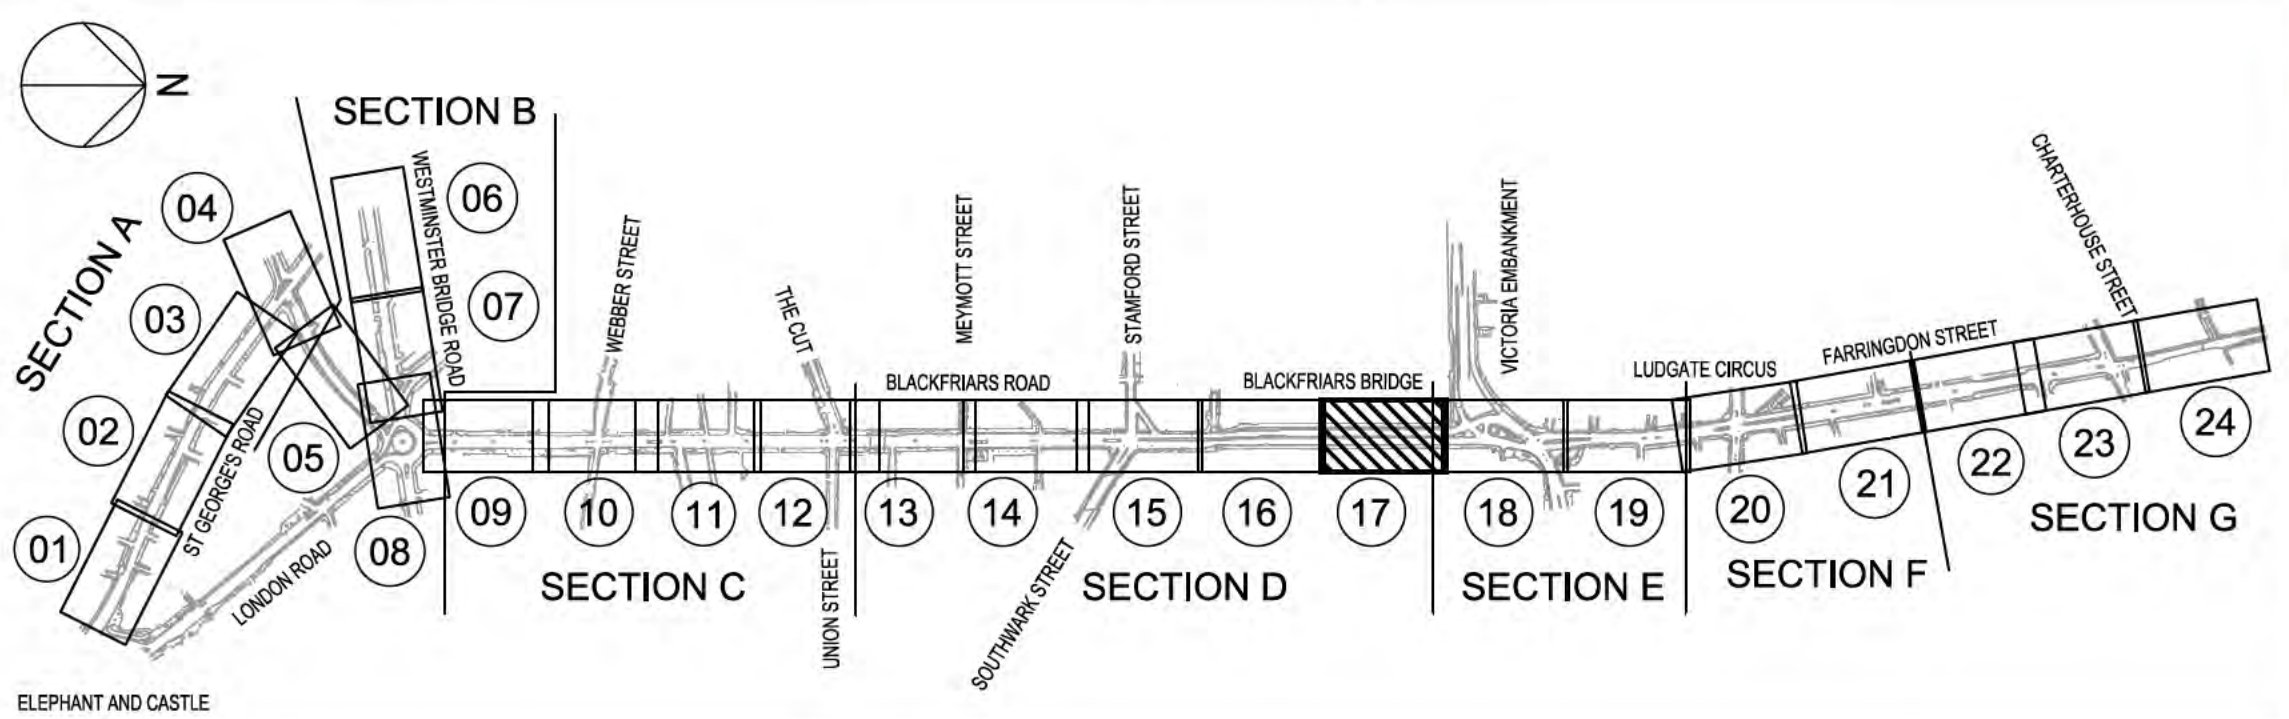 N
SECTION B
SECTION A
04
03
02
01
05
06
07
08
WESTMINSTER BRIDGE ROAD
ST GEORGE'S ROAD
LONDON ROAD
ELEPHANT AND CASTLE
WEBBER STREET
THE CUT
UNION STREET
09
10
11
12
SECTION C
MEYMOTT STREET
BLACKFRIARS ROAD
STAMFORD STREET
BLACKFRIARS BRIDGE
13
14
15
16
17
SOUTHWARK STREET
SECTION D
VICTORIA EMBANKMENT
18
19
SECTION E
LUDGATE CIRCUS
FARRINGDON STREET
20
21
SECTION F
CHARTERHOUSE STREET
22
23
24
SECTION G